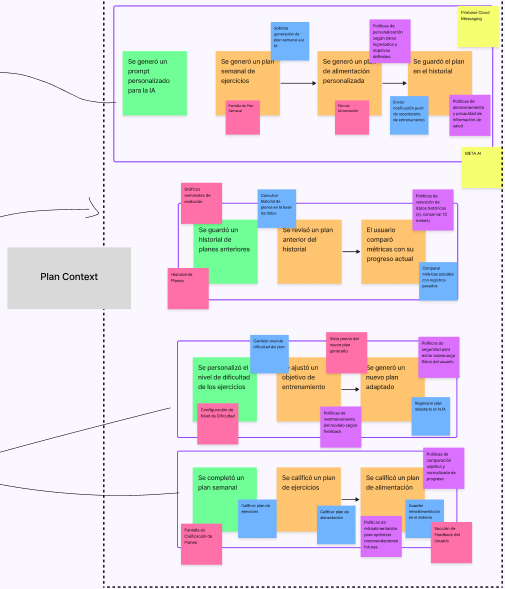 Firebase Cloud
Messaging
Solicitar
generación de
plan semanal a la
IA
Políticas de
personalización
según datos
ingresados y
objetivos
definidos
Se generó un
prompt
personalizado
para la IA
Se generó un plan
semanal de
ejercicios
Se generó un plan
de alimentación
personalizada
Se guardó el plan
en el historial
Pantalla de Plan
Semanal
Plan de
Alimentación
Enviar
notificación push
de recordatorio
de entrenamiento
Políticas de
almacenamiento
y privacidad de
información de
salud
META AI
Gráficos
semanales de
evolución
Consultar
historial de
planes en la base
de datos
Políticas de
retención de
datos históricos
(ej. conservar 12
meses)
Se guardó un
historial de
planes anteriores
Se revisó un plan
anterior del
historial
El usuario
comparó
métricas con su
progreso actual
Historial de
Planes
Comparar
métricas actuales
con registros
pasados
Plan Context
Cambiar nivel de
dificultad del plan
Vista previa del
nuevo plan
generado
Políticas de
seguridad para
evitar sobrecarga
física del usuario
Se personalizó el
nivel de dificultad
de los ejercicios
ajustó un
objetivo de
entrenamiento
Se generó un
nuevo plan
adaptado
Configuración de
Nivel de Dificultad
Políticas de
reentrenamiento
del modelo según
feedback
Regenerar plan
adaptado en la IA
Políticas de
comparación
objetiva y
normalizada de
progreso
Se completó un
plan semanal
Se calificó un plan
de ejercicios
Se calificó un plan
de alimentación
Calificar plan de
ejercicios
Calificar plan de
alimentación
Guardar
retroalimentación
en el sistema
Pantalla de
Calificación de
Planes
Políticas de
retroalimentación
para optimizar
recomendaciones
futuras
Sección de
Feedback del
Usuario